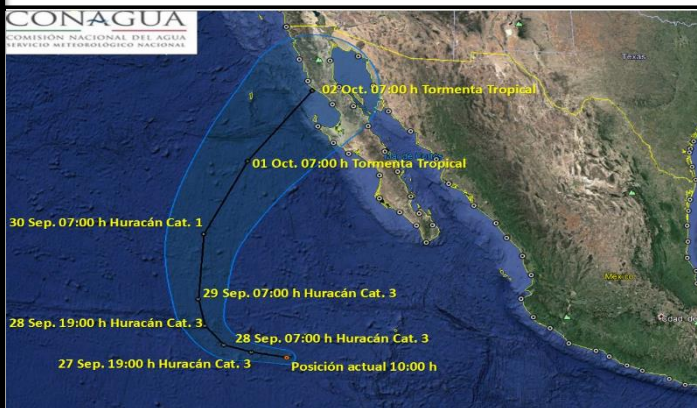 CONAGUA
COMISIÓN NACIONAL DEL AGUA
SERVICIO METEOROLÓGICO NACIONAL
Texas
02 Oct. 07:00 h Tormenta Tropical
01 Oct. 07:00 h Tormenta Tropical
30 Sep. 07:00 h Huracán Cat. 1
29 Sep. 07:00 h Huracán Cat. 3
México
28 Sep. 19:00 h Huracán Cat. 3
28 Sep. 07:00 h Huracán Cat. 3
27 Sep. 19:00 h Huracán Cat. 3
Posición actual 10:00 h